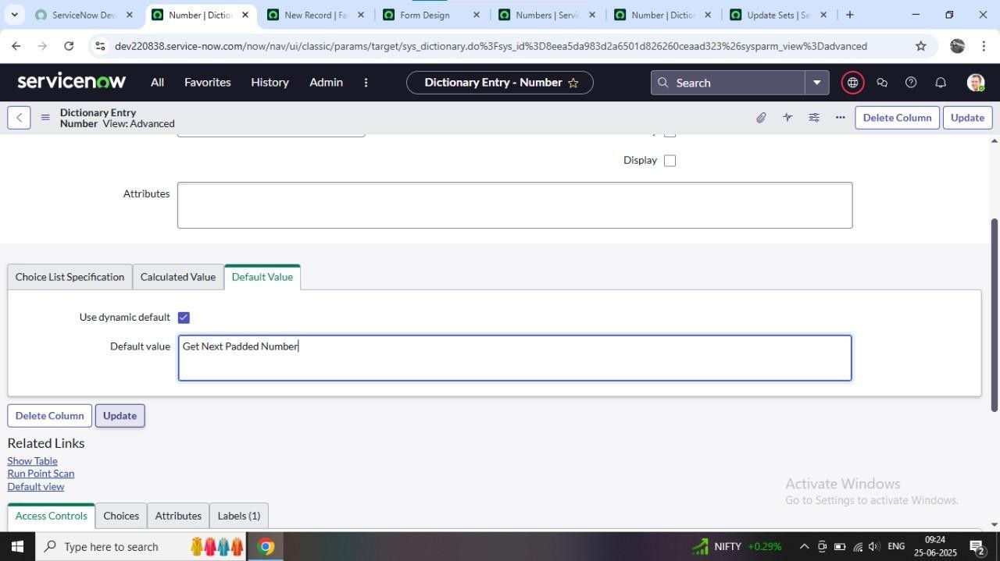 ServiceNow Dev
Number | Dictio
New Record | Fa
Form Design
Numbers | Servic
Number | Dictio
Update Sets | Se
dev220838.service-now.com/now/nav/ui/classic/params/target/sys_dictionary.do%3Fsys_id%3D8eea5da983d2a6501d826260ceaad323%26sysparm_view%3Dadvanced
servicenow
All
Favorites
History
Admin
Dictionary Entry - Number
Search
Dictionary Entry
Number View: Advanced
Delete Column
Update
Display
Attributes
Choice List Specification
Calculated Value
Default Value
Use dynamic default
Default value
Get Next Padded Number
Delete Column
Update
Related Links
Show Table
Run Point Scan
Default view
Activate Windows
Go to Settings to activate Windows.
Access Controls
Choices
Attributes
Labels (1)
Type here to search
NIFTY +0.29%
ENG
09:24
25-06-2025
2